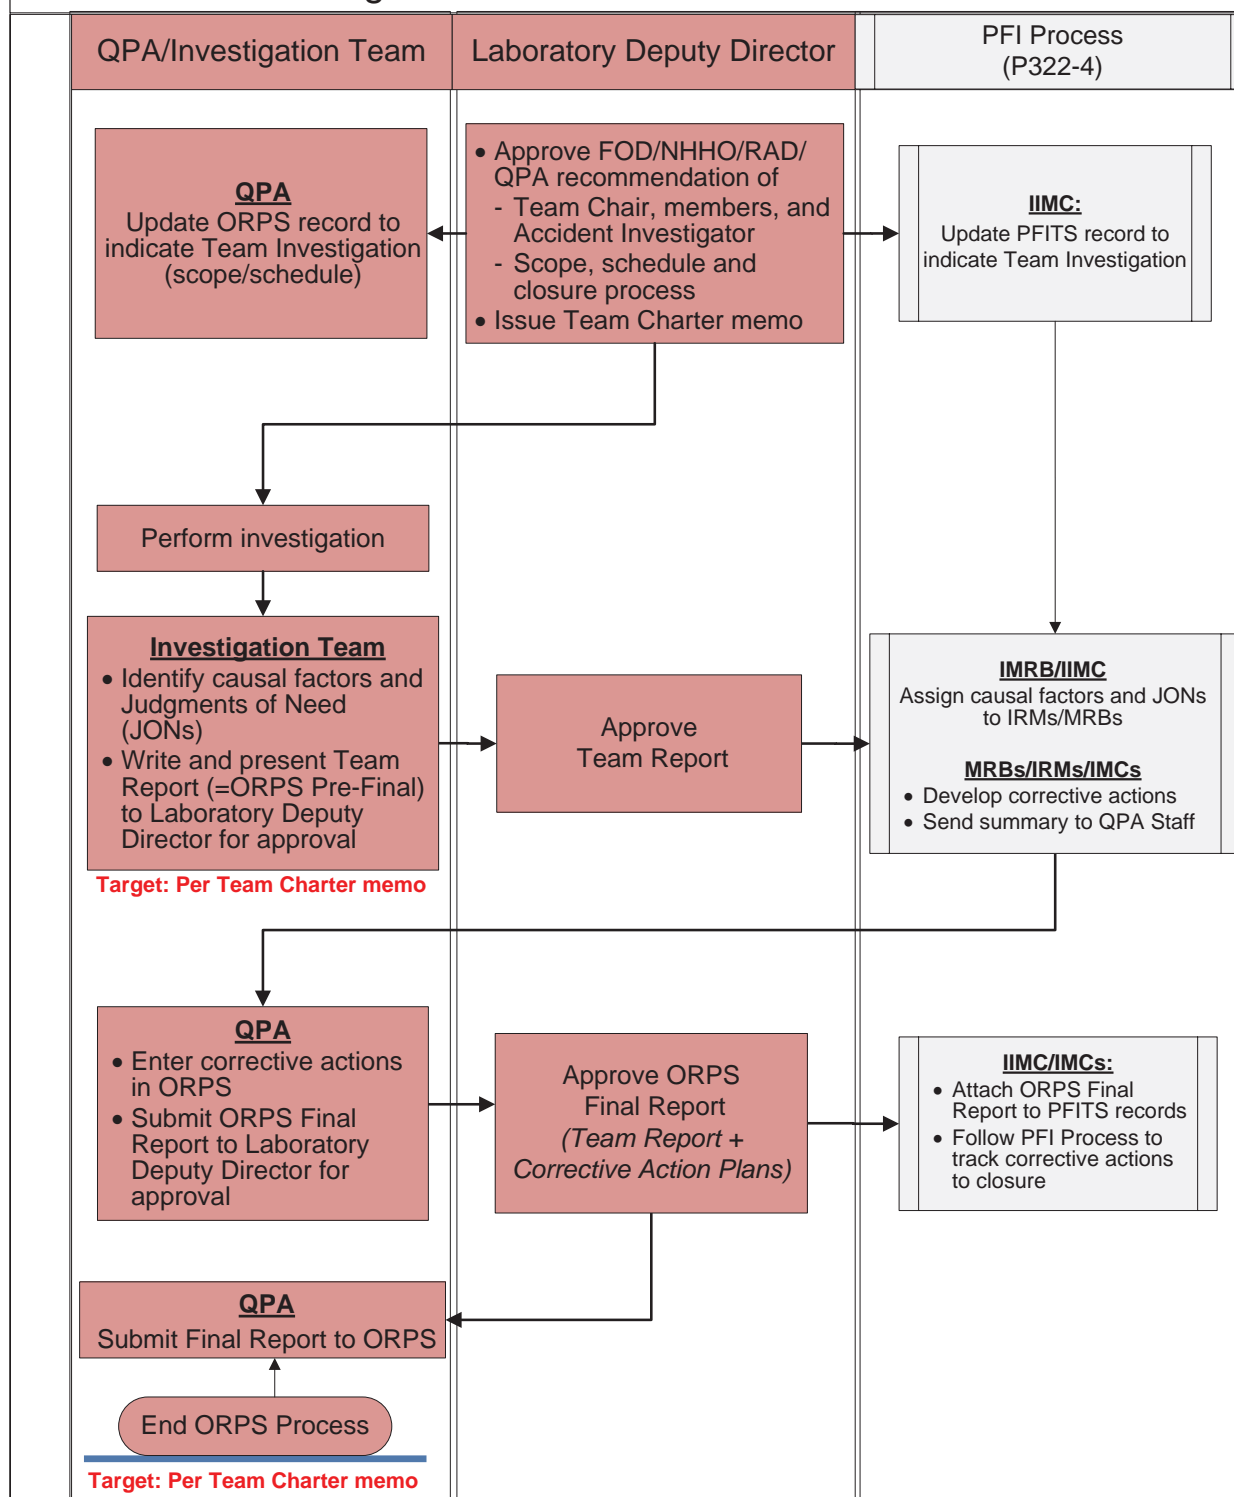 QPA/Investigation Team
Laboratory Deputy Director
PFI Process
(P322-4)
QPA
Update ORPS record to
indicate Team Investigation
(scope/schedule)
• Approve FOD/NHHO/RAD/
QPA recommendation of
- Team Chair, members, and
Accident Investigator
- Scope, schedule and
closure process
• Issue Team Charter memo
IIMC:
Update PFITS record to
indicate Team Investigation
Perform investigation
Investigation Team
• Identify causal factors and
Judgments of Need
(JONs)
• Write and present Team
Report (=ORPS Pre-Final)
to Laboratory Deputy
Director for approval
Target: Per Team Charter memo
Approve
Team Report
IMRB/IIMC
Assign causal factors and JONs
to IRMs/MRBs
MRBs/IRMs/IMCs
• Develop corrective actions
• Send summary to QPA Staff
QPA
• Enter corrective actions
in ORPS
• Submit ORPS Final
Report to Laboratory
Deputy Director for
approval
Approve ORPS
Final Report
(Team Report +
Corrective Action Plans)
IIMC/IMCs:
• Attach ORPS Final
Report to PFITS records
• Follow PFI Process to
track corrective actions
to closure
QPA
Submit Final Report to ORPS
End ORPS Process
Target: Per Team Charter memo